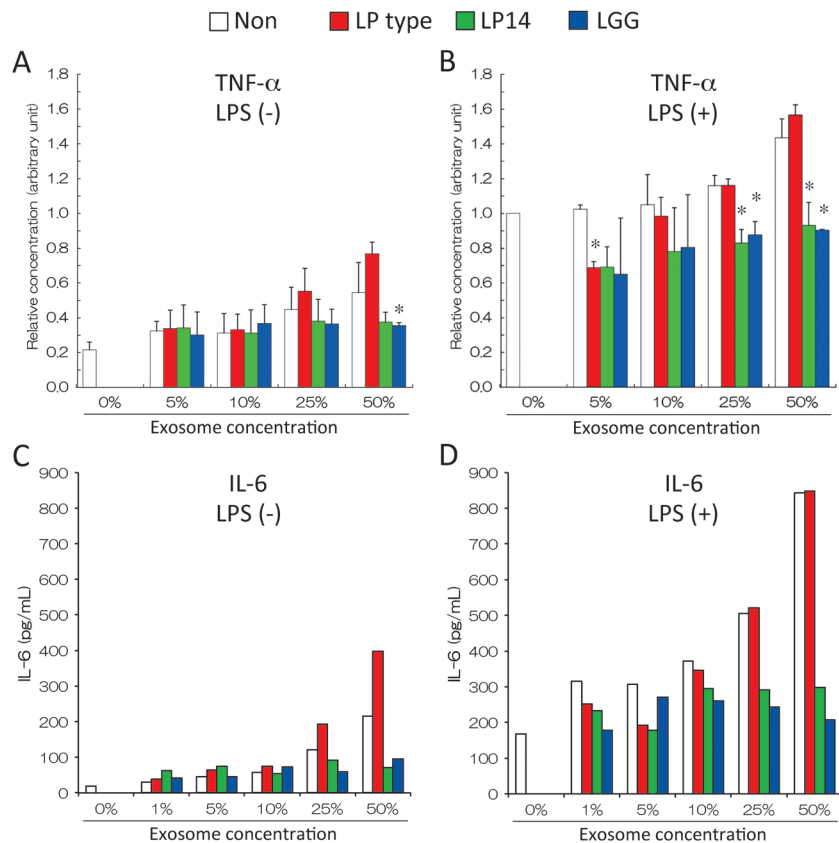 Non LP type LP14 LGG
A
TNF-α
LPS (-)
Relative concentration (arbitrary unit)
1.8
1.6
1.4
1.2
1.0
0.8
0.6
0.4
0.2
0.0
*
0% 5% 10% 25% 50%
Exosome concentration
B
TNF-α
LPS (+)
Relative concentration (arbitrary unit)
1.8
1.6
1.4
1.2
1.0
0.8
0.6
0.4
0.2
0.0
* * * * *
0% 5% 10% 25% 50%
Exosome concentration
C
IL-6
LPS (-)
IL-6 (pg/mL)
900
800
700
600
500
400
300
200
100
0
0% 1% 5% 10% 25% 50%
Exosome concentration
D
IL-6
LPS (+)
IL-6 (pg/mL)
900
800
700
600
500
400
300
200
100
0
0% 1% 5% 10% 25% 50%
Exosome concentration